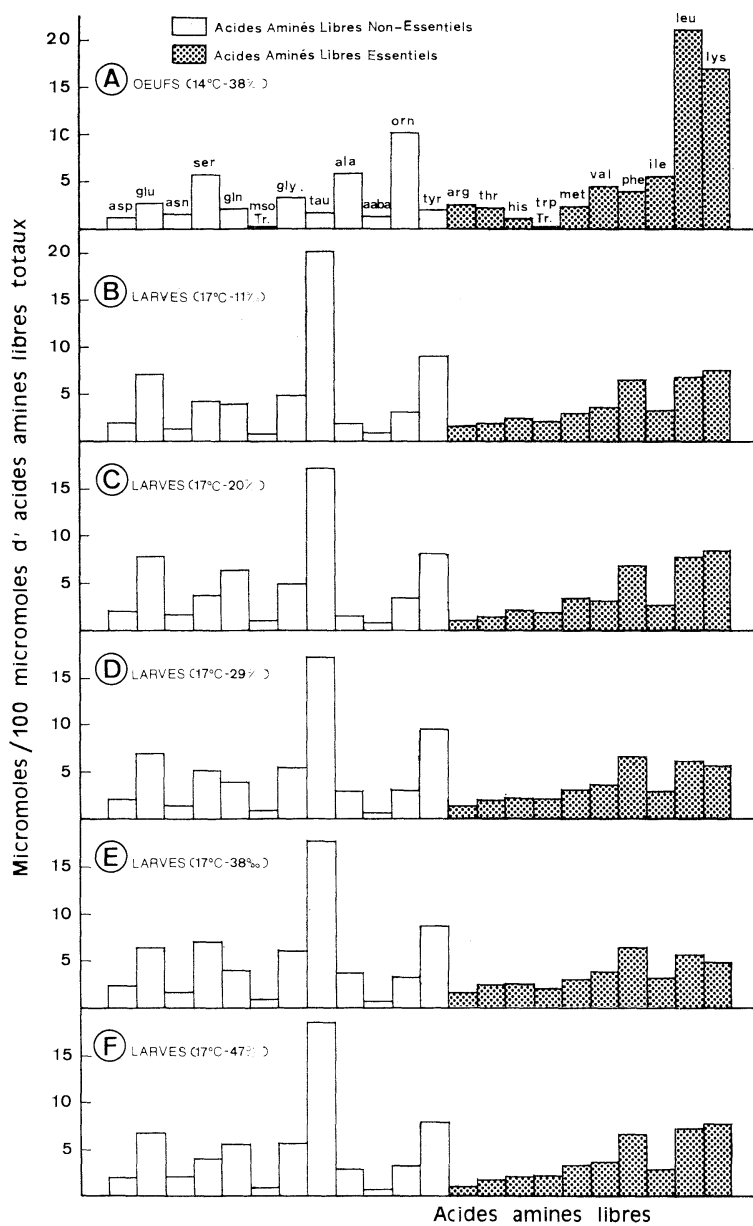 Acides Aminés Libres Non-Essentiels
Acides Aminés Libres Essentiels
20
15
1C
5
A OEUFS (14°C-38‰)
asp glu asn ser gln mso Tr. gly. tau ala aaba orn tyr arg thr his trp Tr. met val phe ile leu lys
20
15
10
5
B LARVES (17°C-11‰)
15
10
5
C LARVES (17°C-20‰)
15
10
5
D LARVES (17°C-29‰)
15
10
5
E LARVES (17°C-38‰)
15
10
5
F LARVES (17°C-47‰)
Micromoles/100 micromoles d' acides amines libres totaux
Acides amines libres